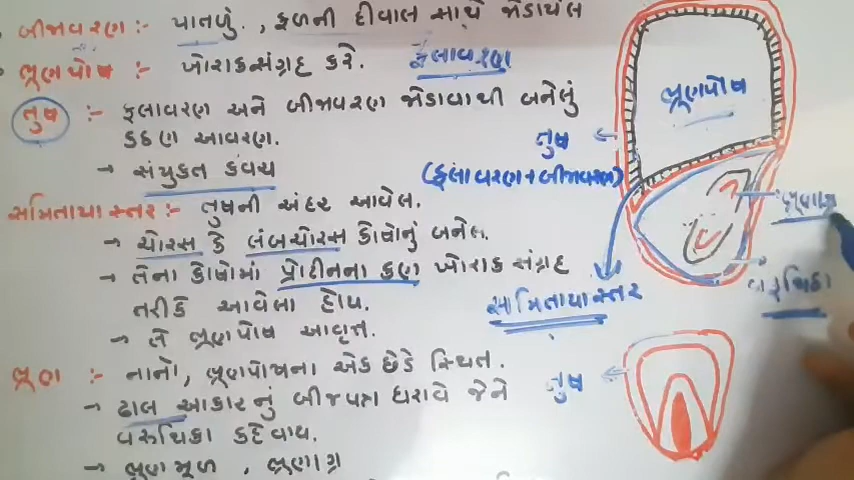 બીજાવરણ :- પાતળું, ફળની દીવાલ સાથે જોડાયેલ
ભ્રૂણપોષ :- ખોરાકસંગ્રહ કરે. ફલાવરણ
તુષ :- ફલાવરણ અને બીજાવરણ જોડાવાથી બનેલું
કઠણ આવરણ.
→ સંયુક્ત કવચ
સમિતાયાસ્તર :- તુષની અંદર આવેલ.
→ ચોરસ કે લંબચોરસ કોષોનું બનેલ.
→ તેના કોષોમાં પ્રોટીનના કણ ખોરાક સંગ્રહ
તરીકે આવેલા હોય.
→ તે ભ્રૂણપોષ આવૃત્ત.
ભ્રૂણ :- નાનો, ભ્રૂણપોષના એક છેડે સ્થિત.
→ ઢાલ આકારનું બીજપત્ર ધરાવે જેને
વરુથિકા કહેવાય.
→ ભ્રૂણમૂળ, ભ્રૂણાગ્ર
ભ્રૂણપોષ
તુષ
(ફલાવરણ+બીજાવરણ)
ભ્રૂણાગ્ર
વરૂથિકા
સમિતાયાસ્તર
તુષ